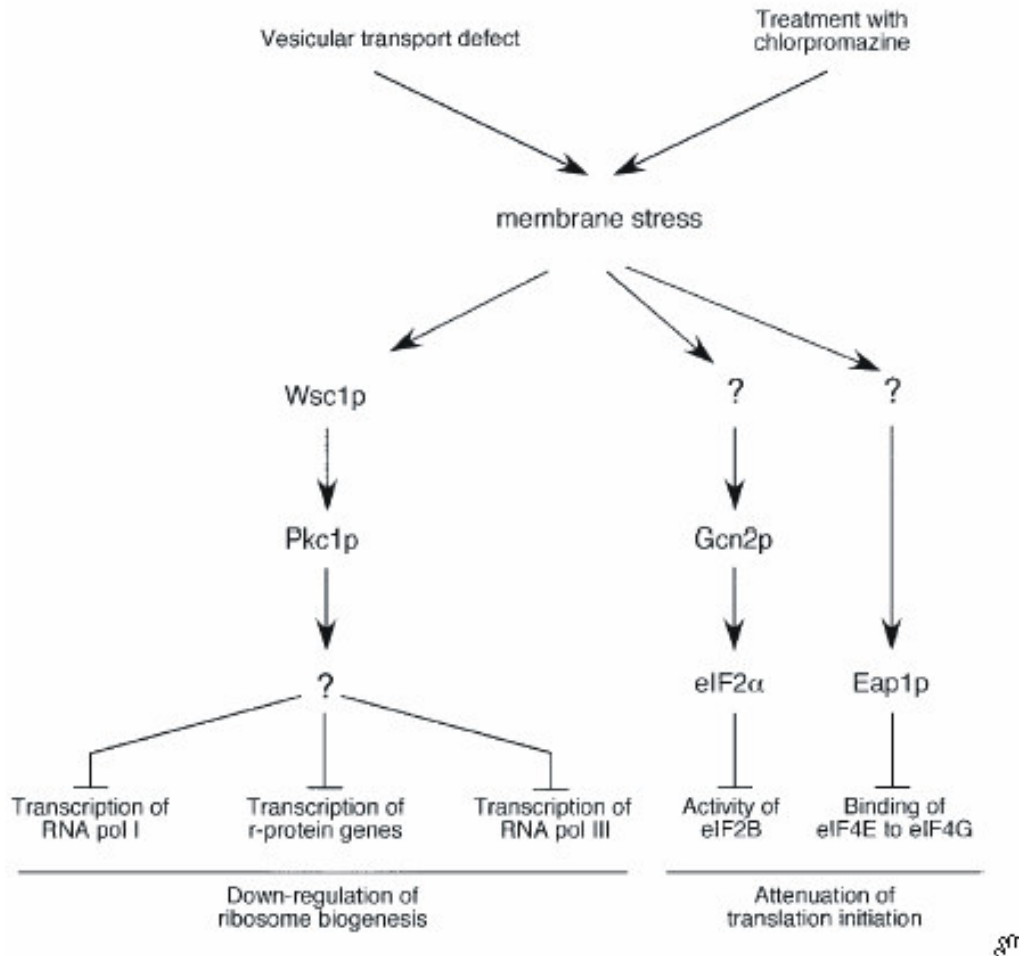 Vesicular transport defect
Treatment with
chlorpromazine
membrane stress
Wsc1p
?
?
Pkc1p
Gcn2p
?
eIF2α
Eap1p
Transcription of
RNA pol I
Transcription of
r-protein genes
Transcription of
RNA pol III
Activity of
eIF2B
Binding of
eIF4E to eIF4G
Down-regulation of
ribosome biogenesis
Attenuation of
translation initiation